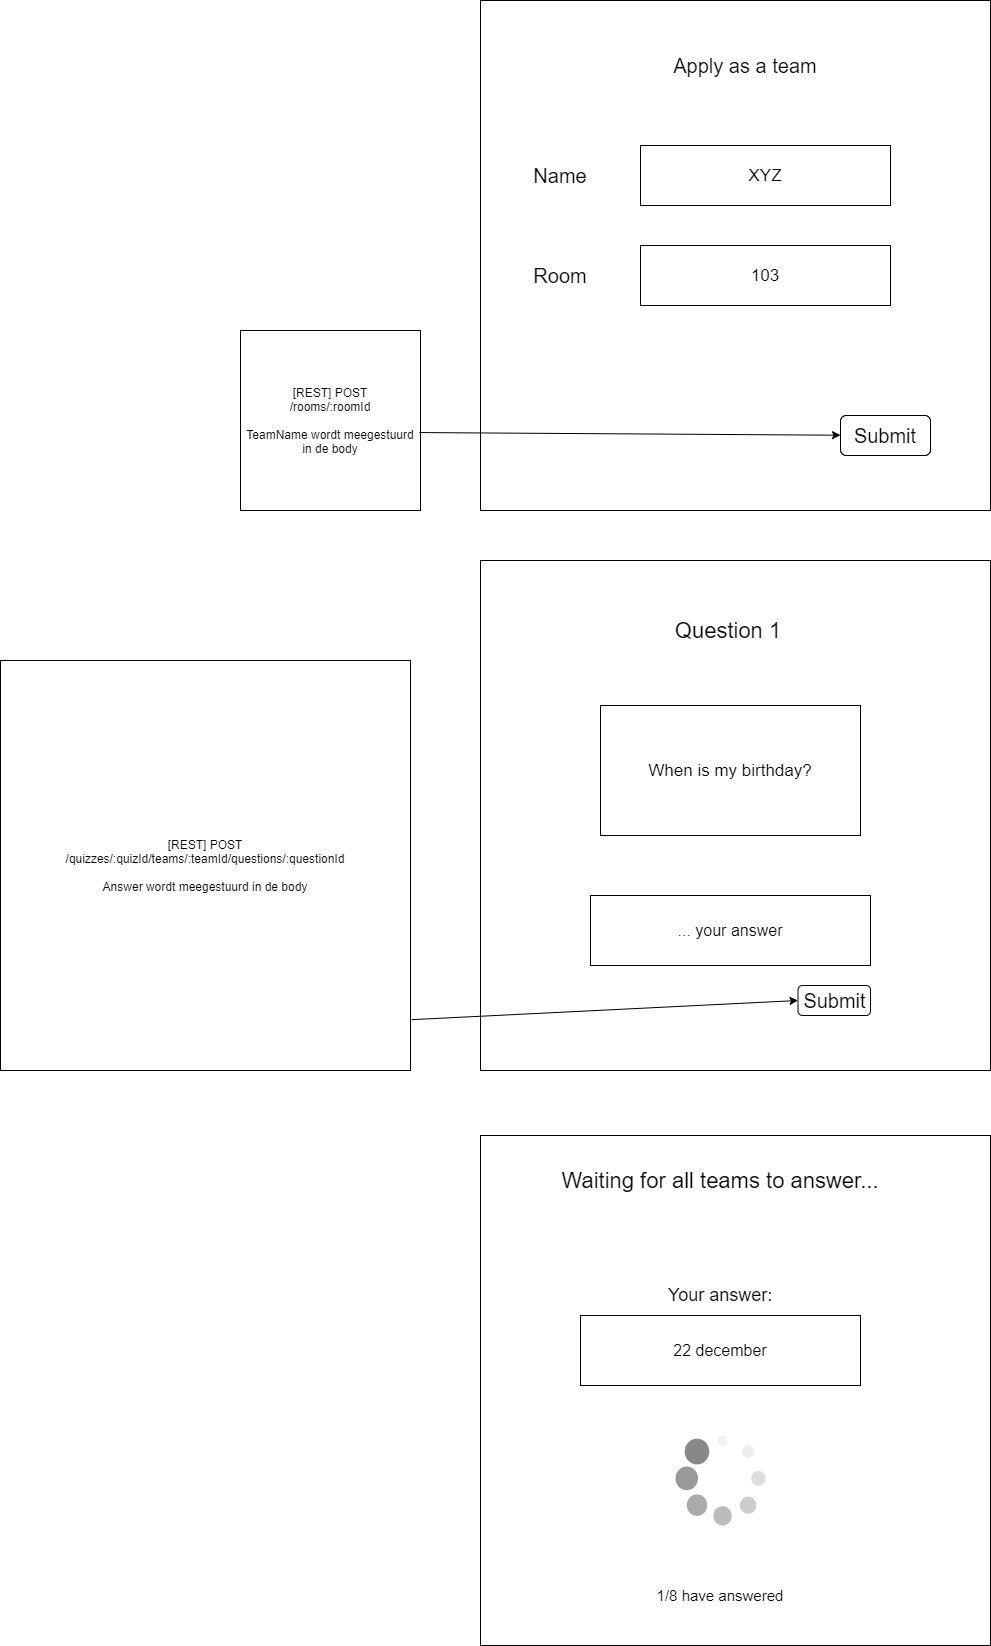 Apply as a team
Name
XYZ
Room
103
[REST] POST
/rooms/:roomId
TeamName wordt meegestuurd
in de body
Submit
Question 1
When is my birthday?
[REST] POST
/quizzes/:quizId/teams/:teamId/questions/:questionId
Answer wordt meegestuurd in de body
... your answer
Submit
Waiting for all teams to answer...
Your answer:
22 december
1/8 have answered